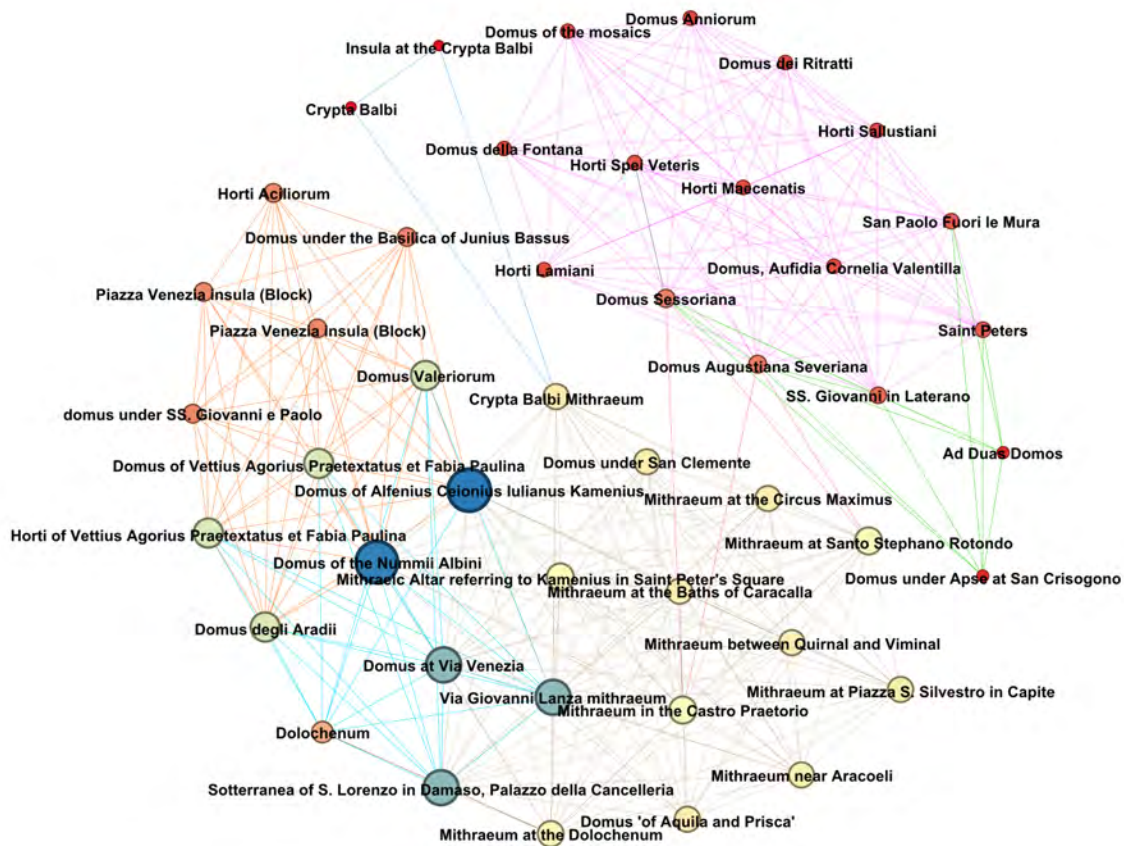 Domus Anniorum
Domus of the mosaics
Insula at the Crypta Balbi
Domus dei Ritratti
Crypta Balbi
Horti Sallustiani
Domus della Fontana
Horti Spei Veteris
Horti Maecenatis
Horti Aciliorum
San Paolo Fuori le Mura
Domus under the Basilica of Junius Bassus
Horti Lamiani
Domus, Aufidia Cornelia Valentilla
Piazza Venezia insula (Block)
Domus Sessoriana
Piazza Venezia Insula (Block)
Saint Peters
Domus Augustiana Severiana
Domus Valeriorum
SS. Giovanni in Laterano
Crypta Balbi Mithraeum
domus under SS. Giovanni e Paolo
Ad Duas Domos
Domus of Vettius Agorius Praetextatus et Fabia Paulina
Domus under San Clemente
Domus of Alfenius Ceionius Iulianus Kamenius
Mithraeum at the Circus Maximus
Horti of Vettius Agorius Praetextatus et Fabia Paulina
Mithraeum at Santo Stephano Rotondo
Domus of the Nummii Albini
Mithraeic Altar referring to Kamenius in Saint Peter's Square
Domus under Apse at San Crisogono
Mithraeum at the Baths of Caracalla
Domus degli Aradii
Mithraeum between Quirnal and Viminal
Domus at Via Venezia
Via Giovanni Lanza mithraeum
Mithraeum at Piazza S. Silvestro in Capite
Mithraeum in the Castro Praetorio
Dolochenum
Mithraeum near Aracoeli
Sotterranea of S. Lorenzo in Damaso, Palazzo della Cancelleria
Domus 'of Aquila and Prisca'
Mithraeum at the Dolochenum